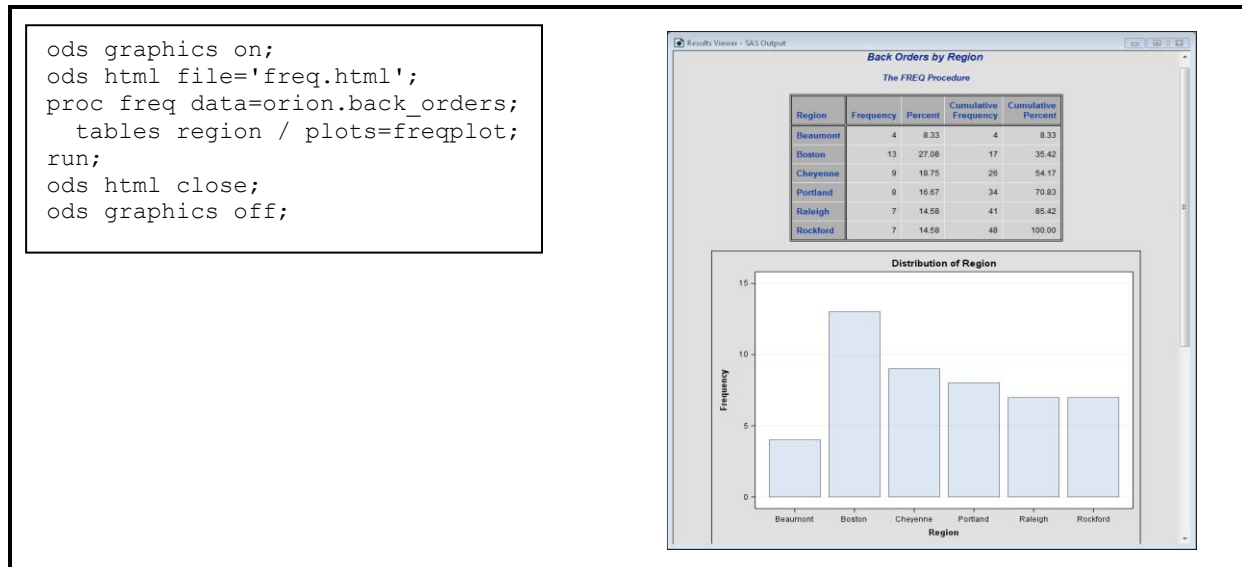 ods graphics on;
ods html file='freq.html';
proc freq data=orion.back_orders;
  tables region / plots=freqplot;
run;
ods html close;
ods graphics off;
Results Viewer - SAS Output
Back Orders by Region
The FREQ Procedure
Region Frequency Percent Cumulative Frequency Cumulative Percent
Beaumont 4 8.33 4 8.33
Boston 13 27.08 17 35.42
Cheyenne 9 18.75 26 54.17
Portland 8 16.67 34 70.83
Raleigh 7 14.58 41 85.42
Rockford 7 14.58 48 100.00
Distribution of Region
15
10
5
0
Frequency
Beaumont Boston Cheyenne Portland Raleigh Rockford
Region